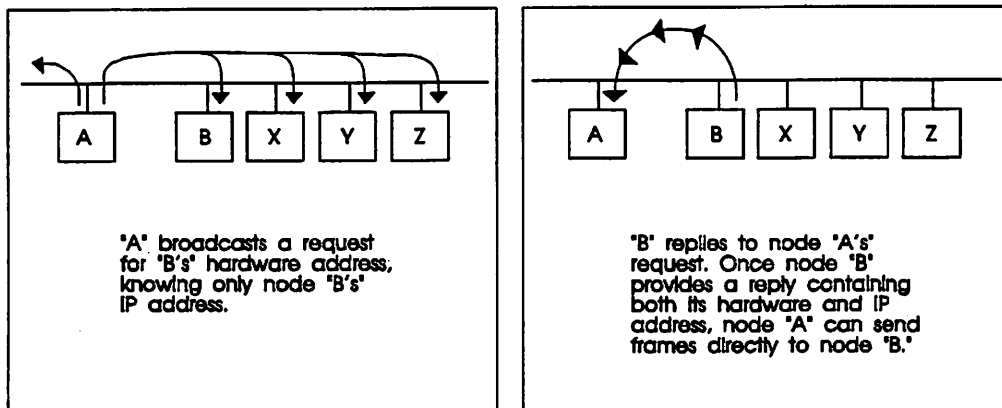 A B X Y Z
"A" broadcasts a request
for "B's" hardware address,
knowing only node "B's"
IP address.
A B X Y Z
"B" replies to node "A's"
request. Once node "B"
provides a reply containing
both its hardware and IP
address, node "A" can send
frames directly to node "B."